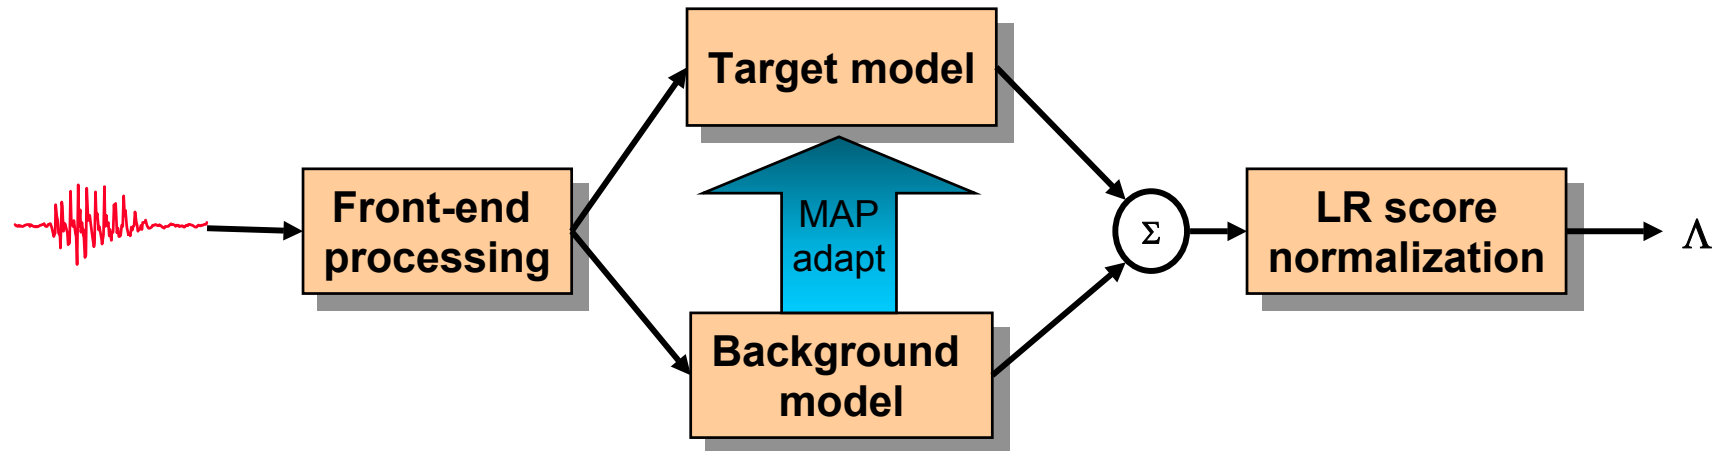 Target model
Front-end
processing
MAP
adapt
Background
model
Σ
LR score
normalization
Λ